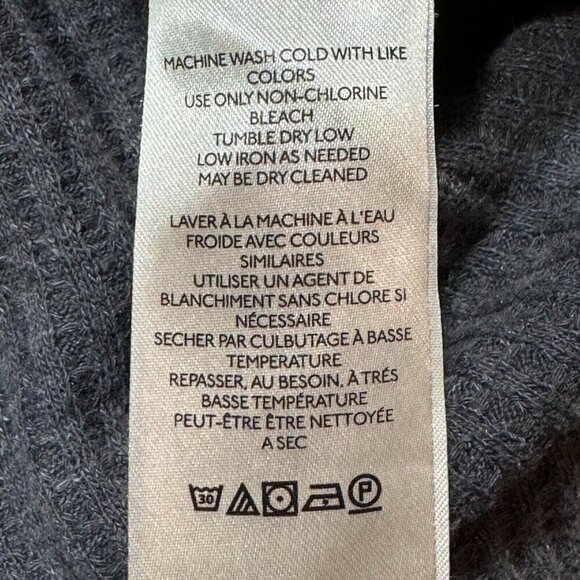 MACHINE WASH COLD WITH LIKE
COLORS
USE ONLY NON-CHLORINE
BLEACH
TUMBLE DRY LOW
LOW IRON AS NEEDED
MAY BE DRY CLEANED
LAVER À LA MACHINE À L'EAU
FROIDE AVEC COULEURS
SIMILAIRES
UTILISER UN AGENT DE
BLANCHIMENT SANS CHLORE SI
NÉCESSAIRE
SECHER PAR CULBUTAGE À BASSE
TEMPERATURE
REPASSER, AU BESOIN, À TRÉS
BASSE TEMPÉRATURE
PEUT-ÊTRE ÊTRE NETTOYÉE
A SEC
30 P